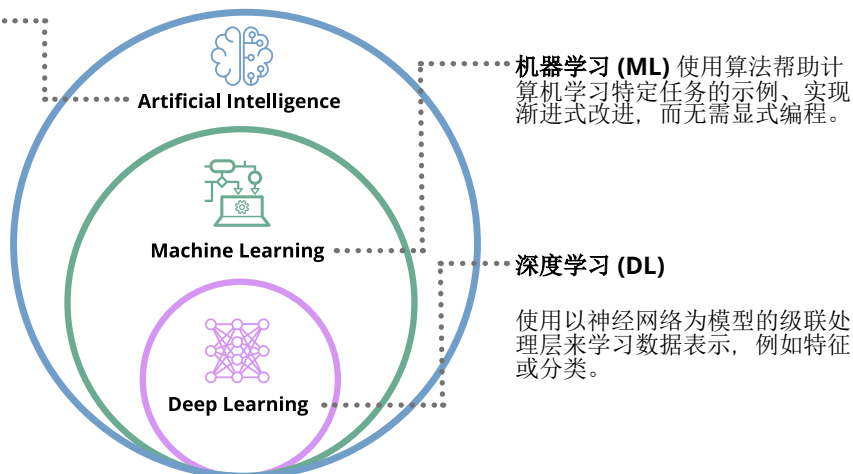 Artificial Intelligence
Machine Learning
Deep Learning
机器学习 (ML) 使用算法帮助计
算机学习特定任务的示例、实现
渐进式改进，而无需显式编程。
深度学习 (DL)
使用以神经网络为模型的级联处
理层来学习数据表示，例如特征
或分类。